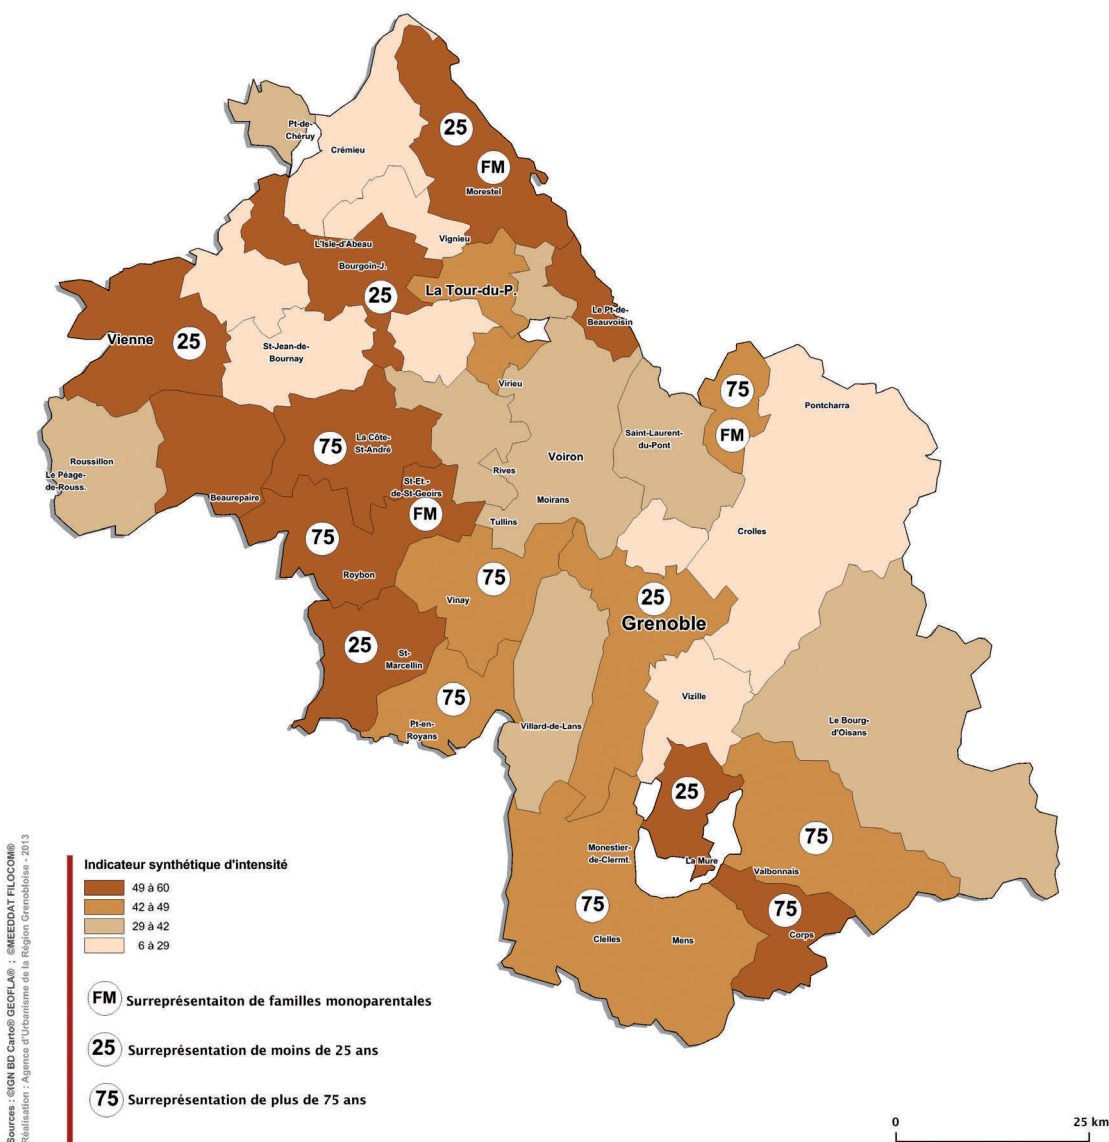 25
Pt-de-
Chéruy
Crémieu
FM
Morestel
Vignieu
L'Isle-d'Abeau
Bourgoin-J.
25
La Tour-du-P.
Le Pt-de-
Beauvoisin
Vienne
25
St-Jean-de-
Bournay
Virieu
75
Pontcharra
FM
Saint-Laurent-
du-Pont
75
La Côte-
St-André
Voiron
Roussillon
Le Péage-
de-Rouss.
Rives
St-Et.-
de-St-Geoirs
Beaurepaire
Moirans
FM
Tullins
Crolles
75
Roybon
75
Vinay
25
Grenoble
25
St-
Marcellin
75
Pt-en-
Royans
Vizille
Villard-de-Lans
Le Bourg-
d'Oisans
25
75
Monestier-
de-Clermt.
La Mure
Valbonnais
75
Clelles
Mens
75
Corps
Indicateur synthétique d'intensité
49 à 60
42 à 49
29 à 42
6 à 29
FM Surreprésentaiton de familles monoparentales
25 Surreprésentation de moins de 25 ans
75 Surreprésentation de plus de 75 ans
Sources : ©IGN BD Carto® GEOFLA® ; ©MEEDDAT FILOCOM®
Réalisation : Agence d'Urbanisme de la Région Grenobloise - 2013
0 25 km